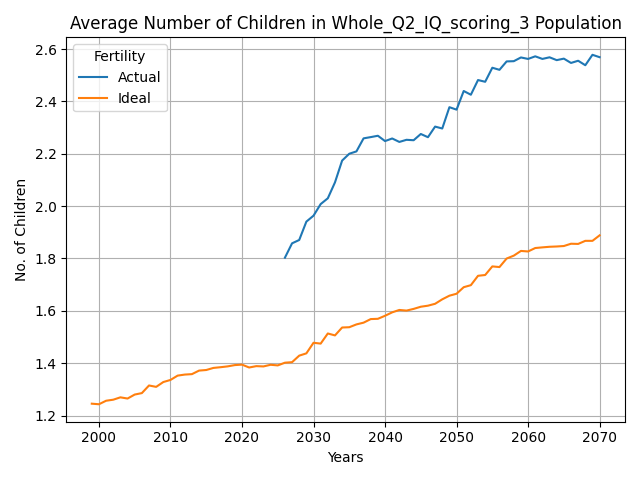 Average Number of Children in Whole_Q2_IQ_scoring_3 Population
Fertility
Actual
Ideal
No. of Children
2.6
2.4
2.2
2.0
1.8
1.6
1.4
1.2
2000 2010 2020 2030 2040 2050 2060 2070
Years